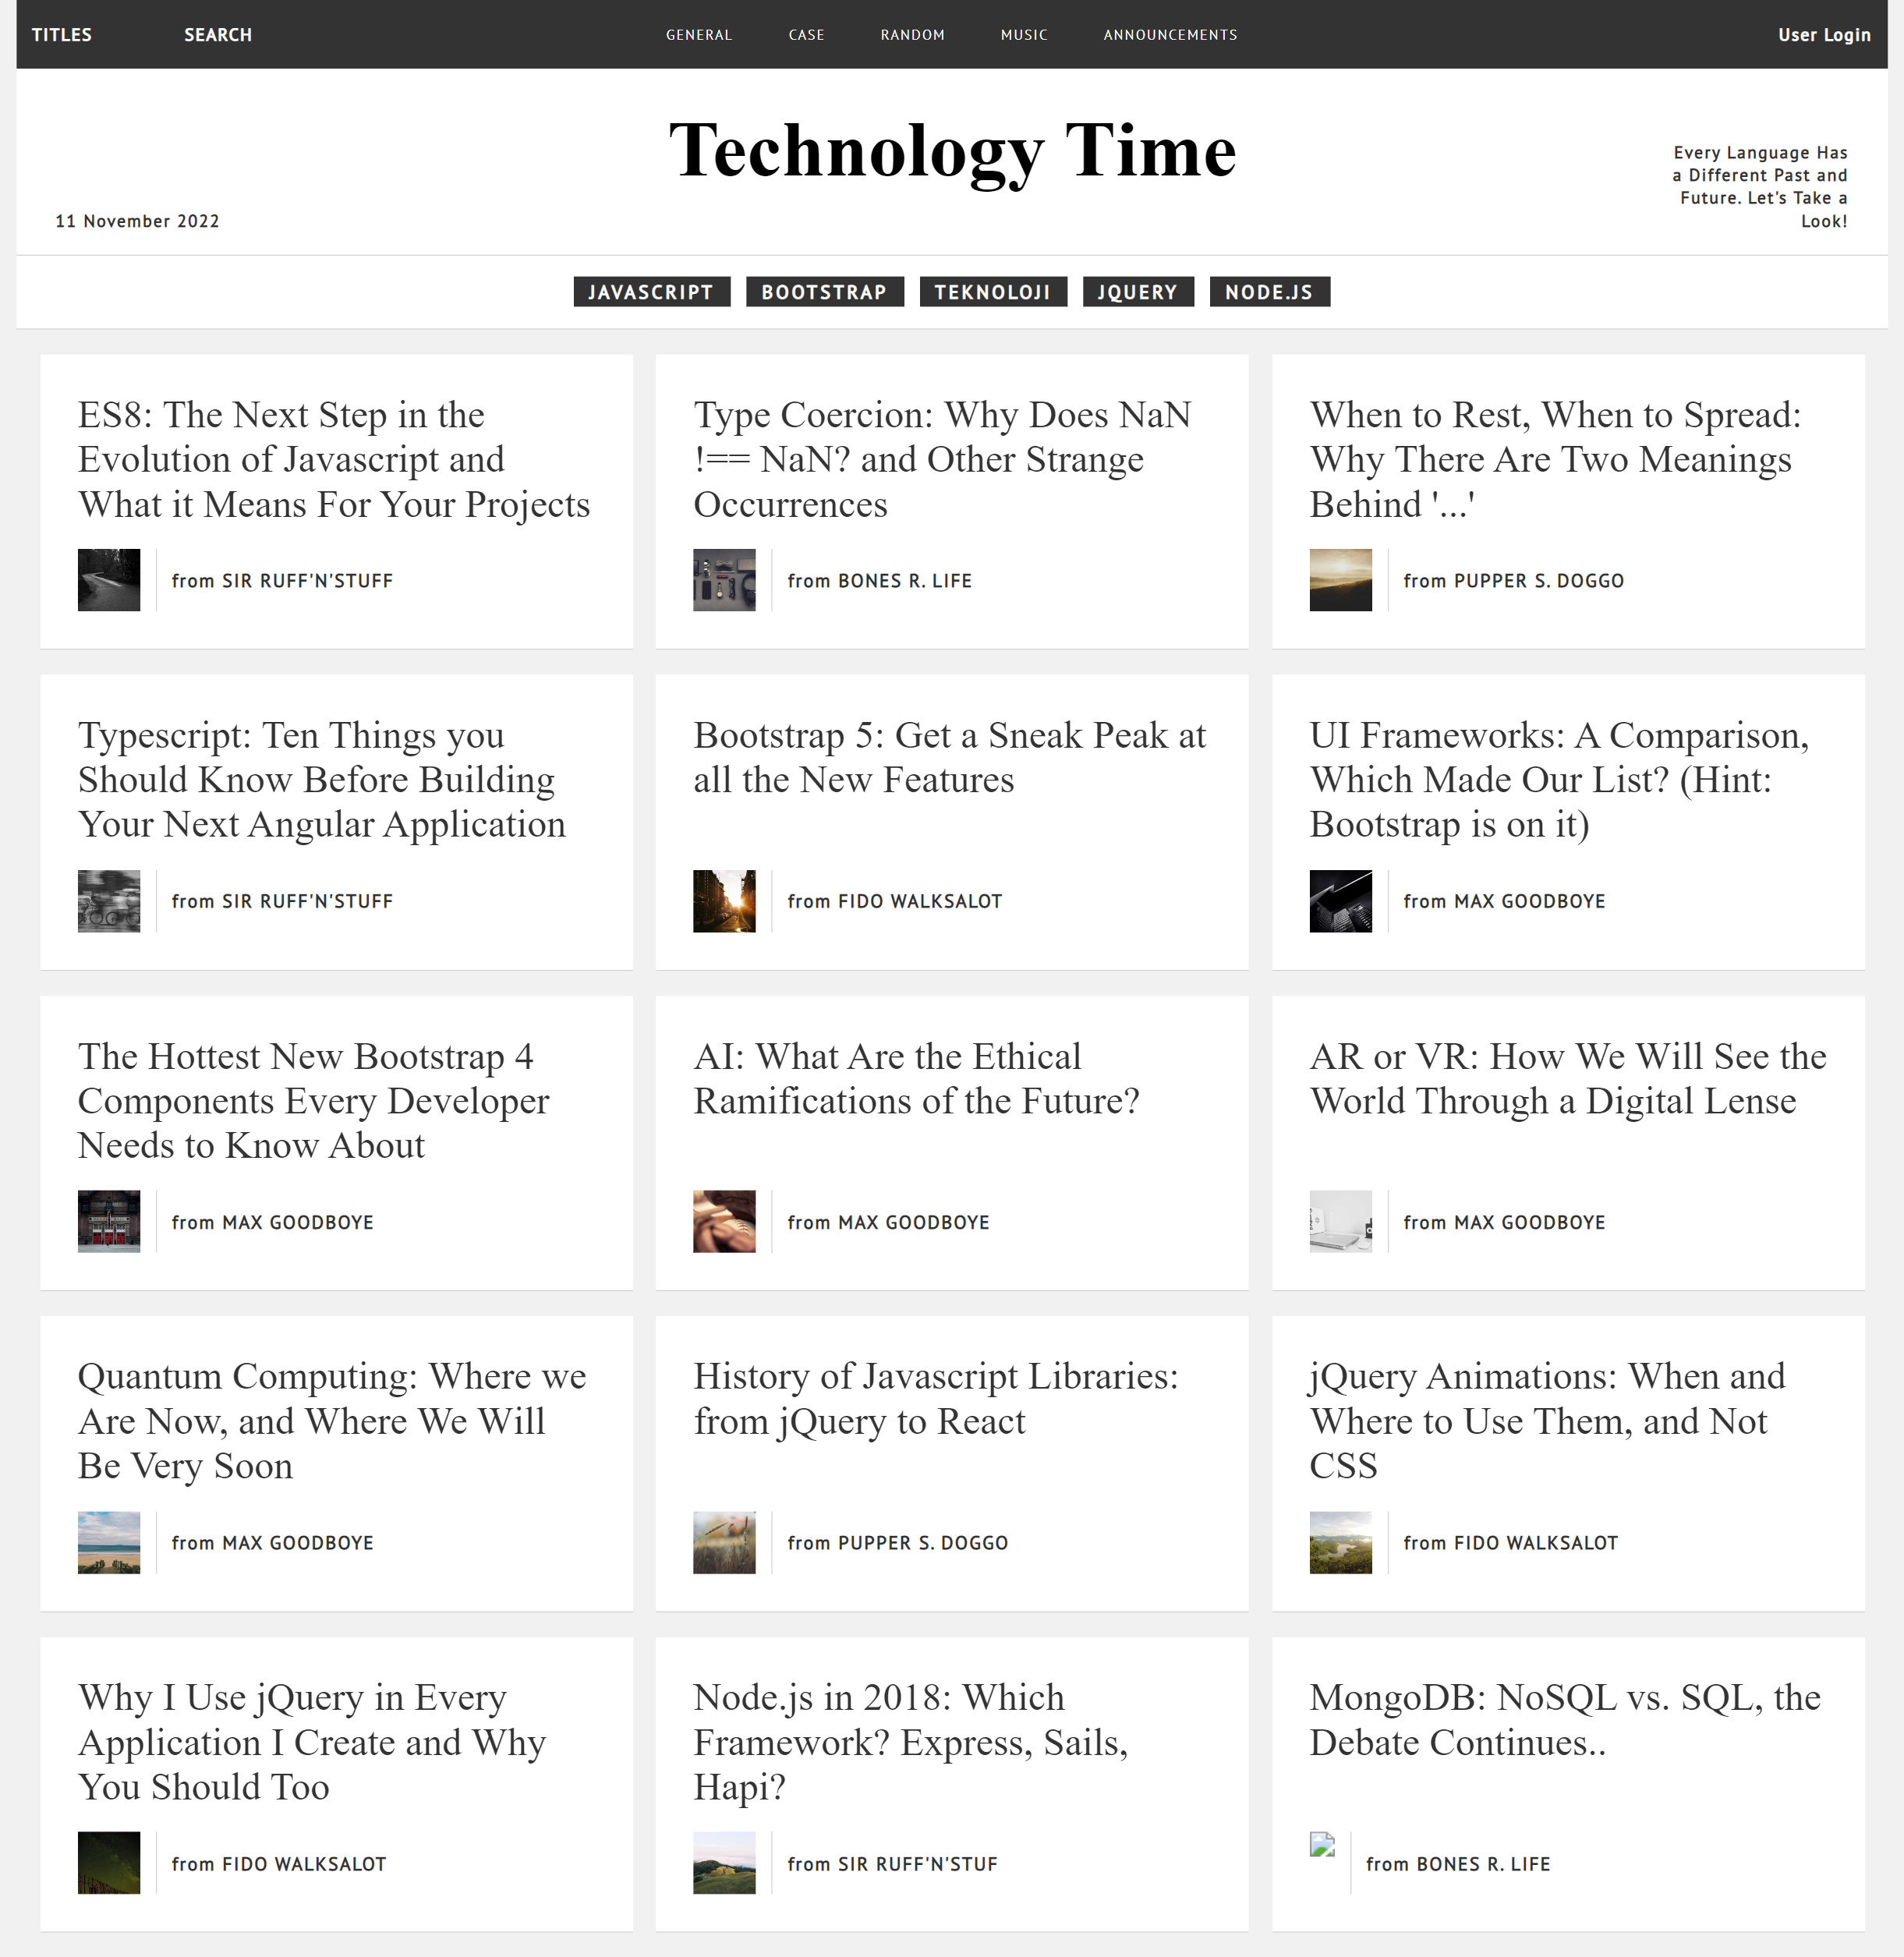 TITLES SEARCH GENERAL CASE RANDOM MUSIC ANNOUNCEMENTS User Login
Technology Time
11 November 2022
Every Language Has
a Different Past and
Future. Let's Take a
Look!
JAVASCRIPT BOOTSTRAP TEKNOLOJI JQUERY NODE.JS
ES8: The Next Step in the
Evolution of Javascript and
What it Means For Your Projects
from SIR RUFF'N'STUFF
Type Coercion: Why Does NaN
!== NaN? and Other Strange
Occurrences
from BONES R. LIFE
When to Rest, When to Spread:
Why There Are Two Meanings
Behind '...'
from PUPPER S. DOGGO
Typescript: Ten Things you
Should Know Before Building
Your Next Angular Application
from SIR RUFF'N'STUFF
Bootstrap 5: Get a Sneak Peak at
all the New Features
from FIDO WALKSALOT
UI Frameworks: A Comparison,
Which Made Our List? (Hint:
Bootstrap is on it)
from MAX GOODBOYE
The Hottest New Bootstrap 4
Components Every Developer
Needs to Know About
from MAX GOODBOYE
AI: What Are the Ethical
Ramifications of the Future?
from MAX GOODBOYE
AR or VR: How We Will See the
World Through a Digital Lense
from MAX GOODBOYE
Quantum Computing: Where we
Are Now, and Where We Will
Be Very Soon
from MAX GOODBOYE
History of Javascript Libraries:
from jQuery to React
from PUPPER S. DOGGO
jQuery Animations: When and
Where to Use Them, and Not
CSS
from FIDO WALKSALOT
Why I Use jQuery in Every
Application I Create and Why
You Should Too
from FIDO WALKSALOT
Node.js in 2018: Which
Framework? Express, Sails,
Hapi?
from SIR RUFF'N'STUF
MongoDB: NoSQL vs. SQL, the
Debate Continues..
from BONES R. LIFE